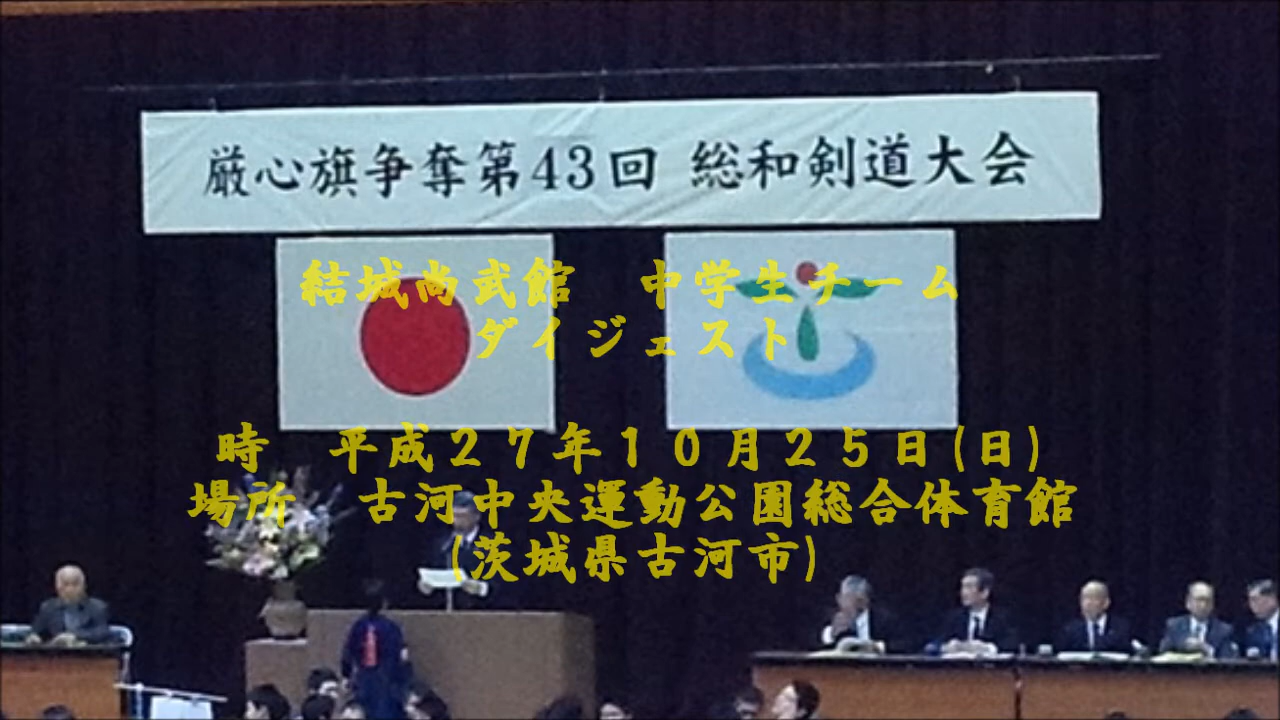 厳心旗争奪第43回 総和剣道大会
結城尚武館　中学生チーム
ダイジェスト
時　平成２７年１０月２５日(日)
場所　古河中央運動公園総合体育館
(茨城県古河市)